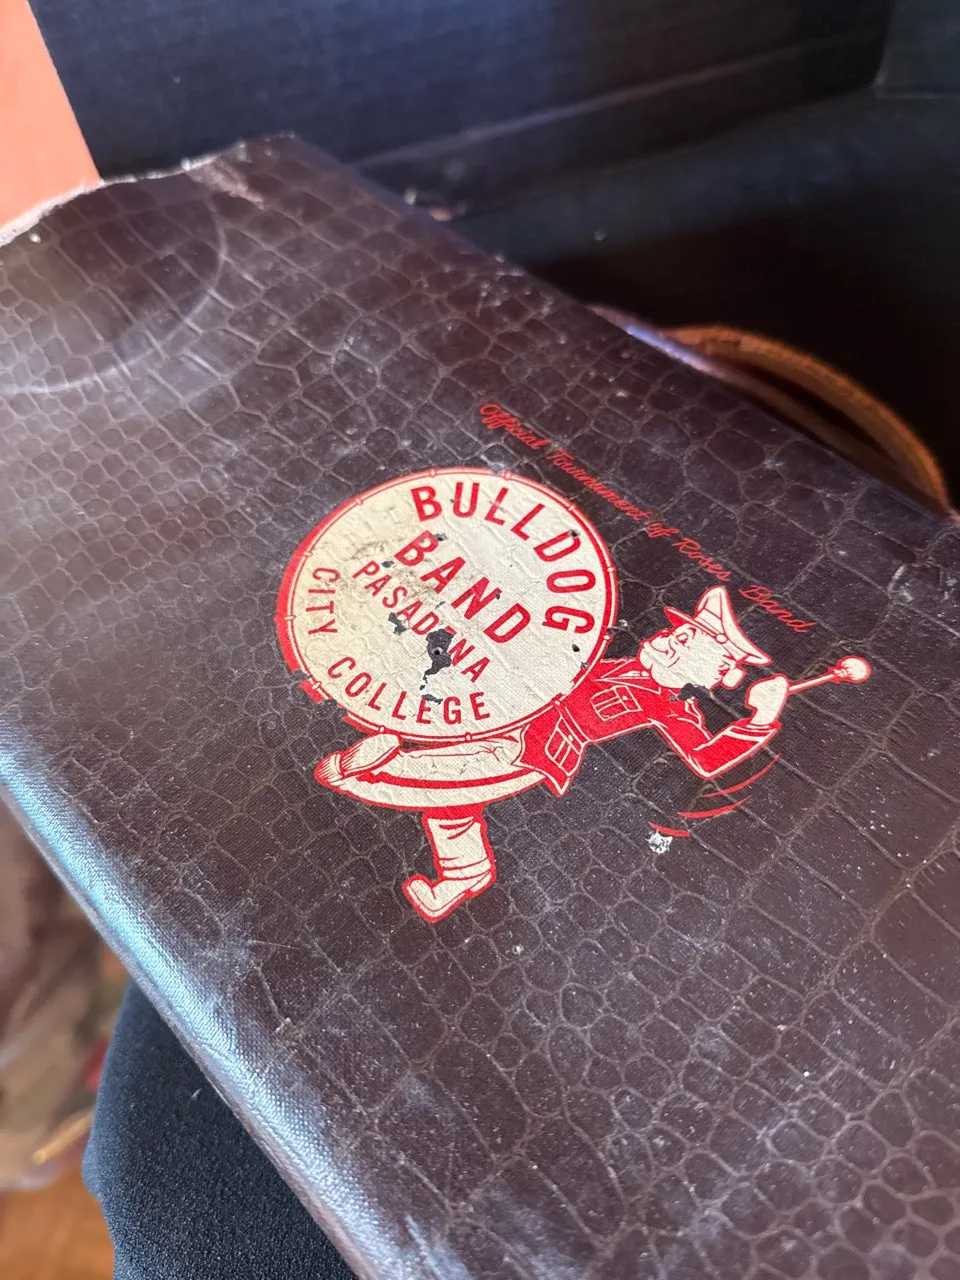 Official Tournament of Roses Band
BULLDOG
BAND
PASADENA
CITY COLLEGE